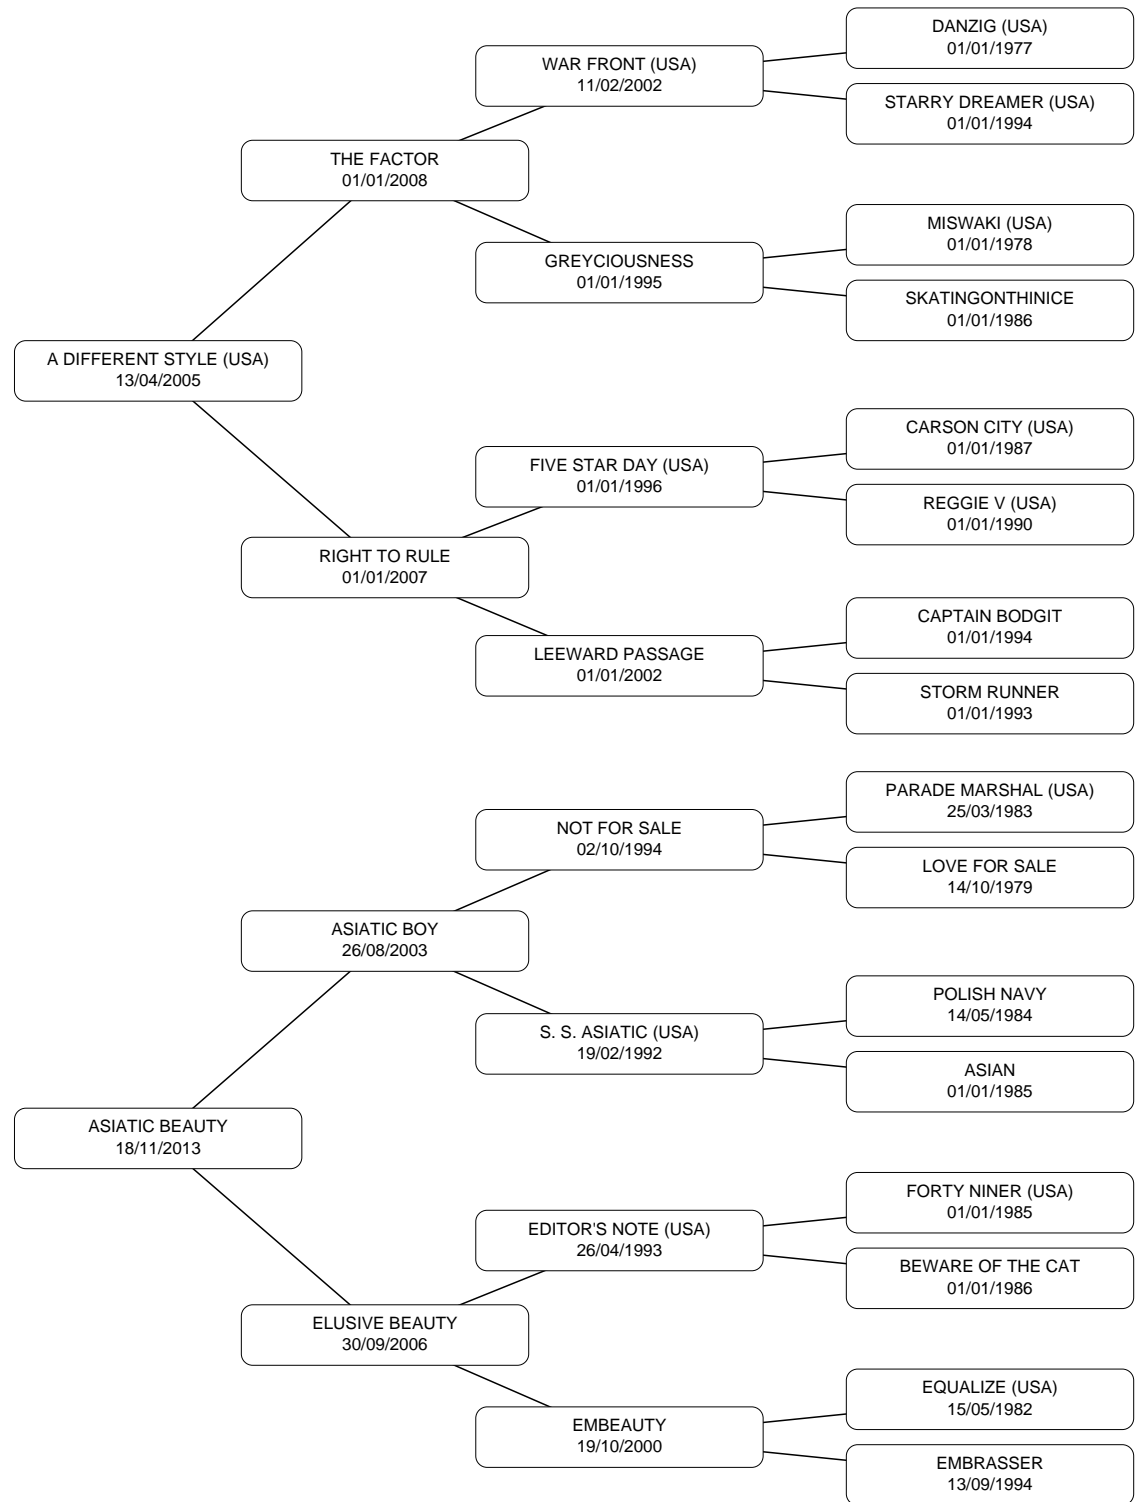 DANZIG (USA)
01/01/1977
WAR FRONT (USA)
11/02/2002
STARRY DREAMER (USA)
01/01/1994
THE FACTOR
01/01/2008
MISWAKI (USA)
01/01/1978
GREYCIOUSNESS
01/01/1995
SKATINGONTHINICE
01/01/1986
A DIFFERENT STYLE (USA)
13/04/2005
CARSON CITY (USA)
01/01/1987
FIVE STAR DAY (USA)
01/01/1996
REGGIE V (USA)
01/01/1990
RIGHT TO RULE
01/01/2007
CAPTAIN BODGIT
01/01/1994
LEEWARD PASSAGE
01/01/2002
STORM RUNNER
01/01/1993
PARADE MARSHAL (USA)
25/03/1983
NOT FOR SALE
02/10/1994
LOVE FOR SALE
14/10/1979
ASIATIC BOY
26/08/2003
POLISH NAVY
14/05/1984
S. S. ASIATIC (USA)
19/02/1992
ASIAN
01/01/1985
ASIATIC BEAUTY
18/11/2013
FORTY NINER (USA)
01/01/1985
EDITOR'S NOTE (USA)
26/04/1993
BEWARE OF THE CAT
01/01/1986
ELUSIVE BEAUTY
30/09/2006
EQUALIZE (USA)
15/05/1982
EMBEAUTY
19/10/2000
EMBRASSER
13/09/1994